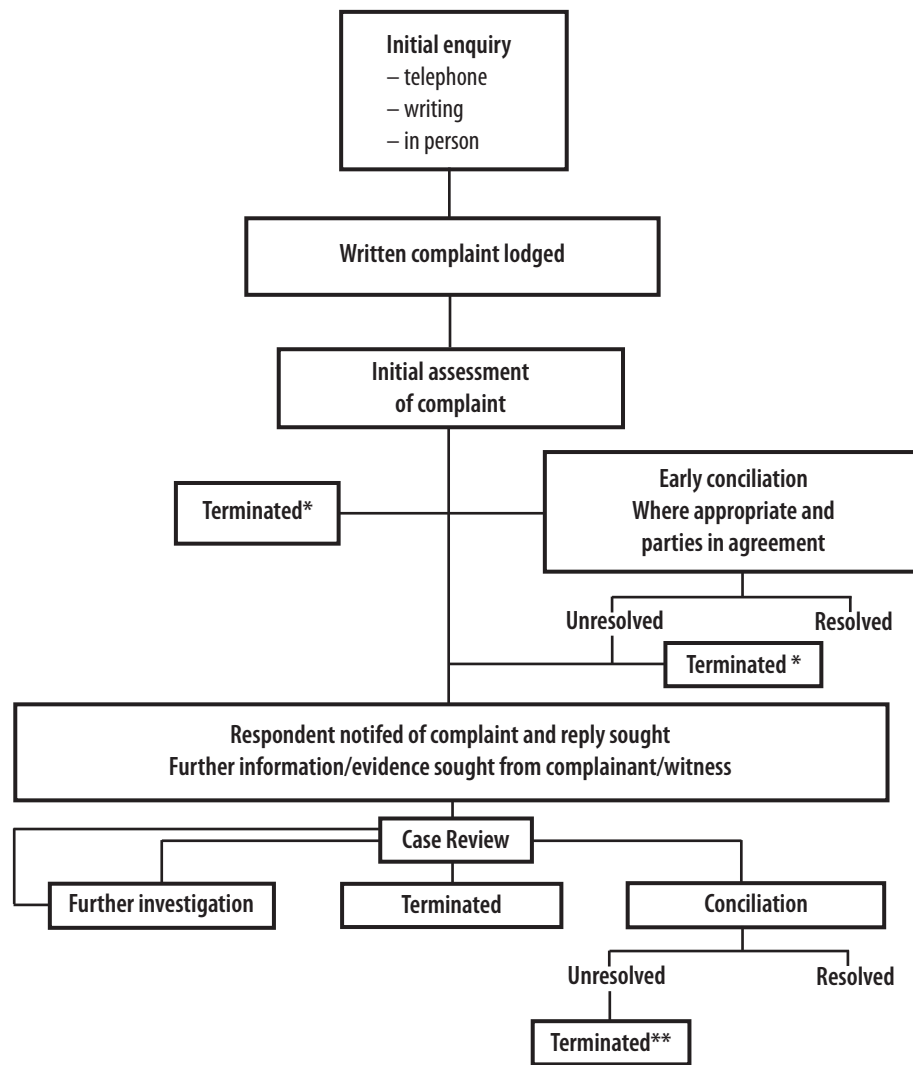 Initial enquiry
– telephone
– writing
– in person
Written complaint lodged
Initial assessment
of complaint
Terminated*
Early conciliation
Where appropriate and
parties in agreement
Unresolved
Resolved
Terminated *
Respondent notifed of complaint and reply sought
Further information/evidence sought from complainant/witness
Case Review
Further investigation
Terminated
Conciliation
Unresolved
Resolved
Terminated**